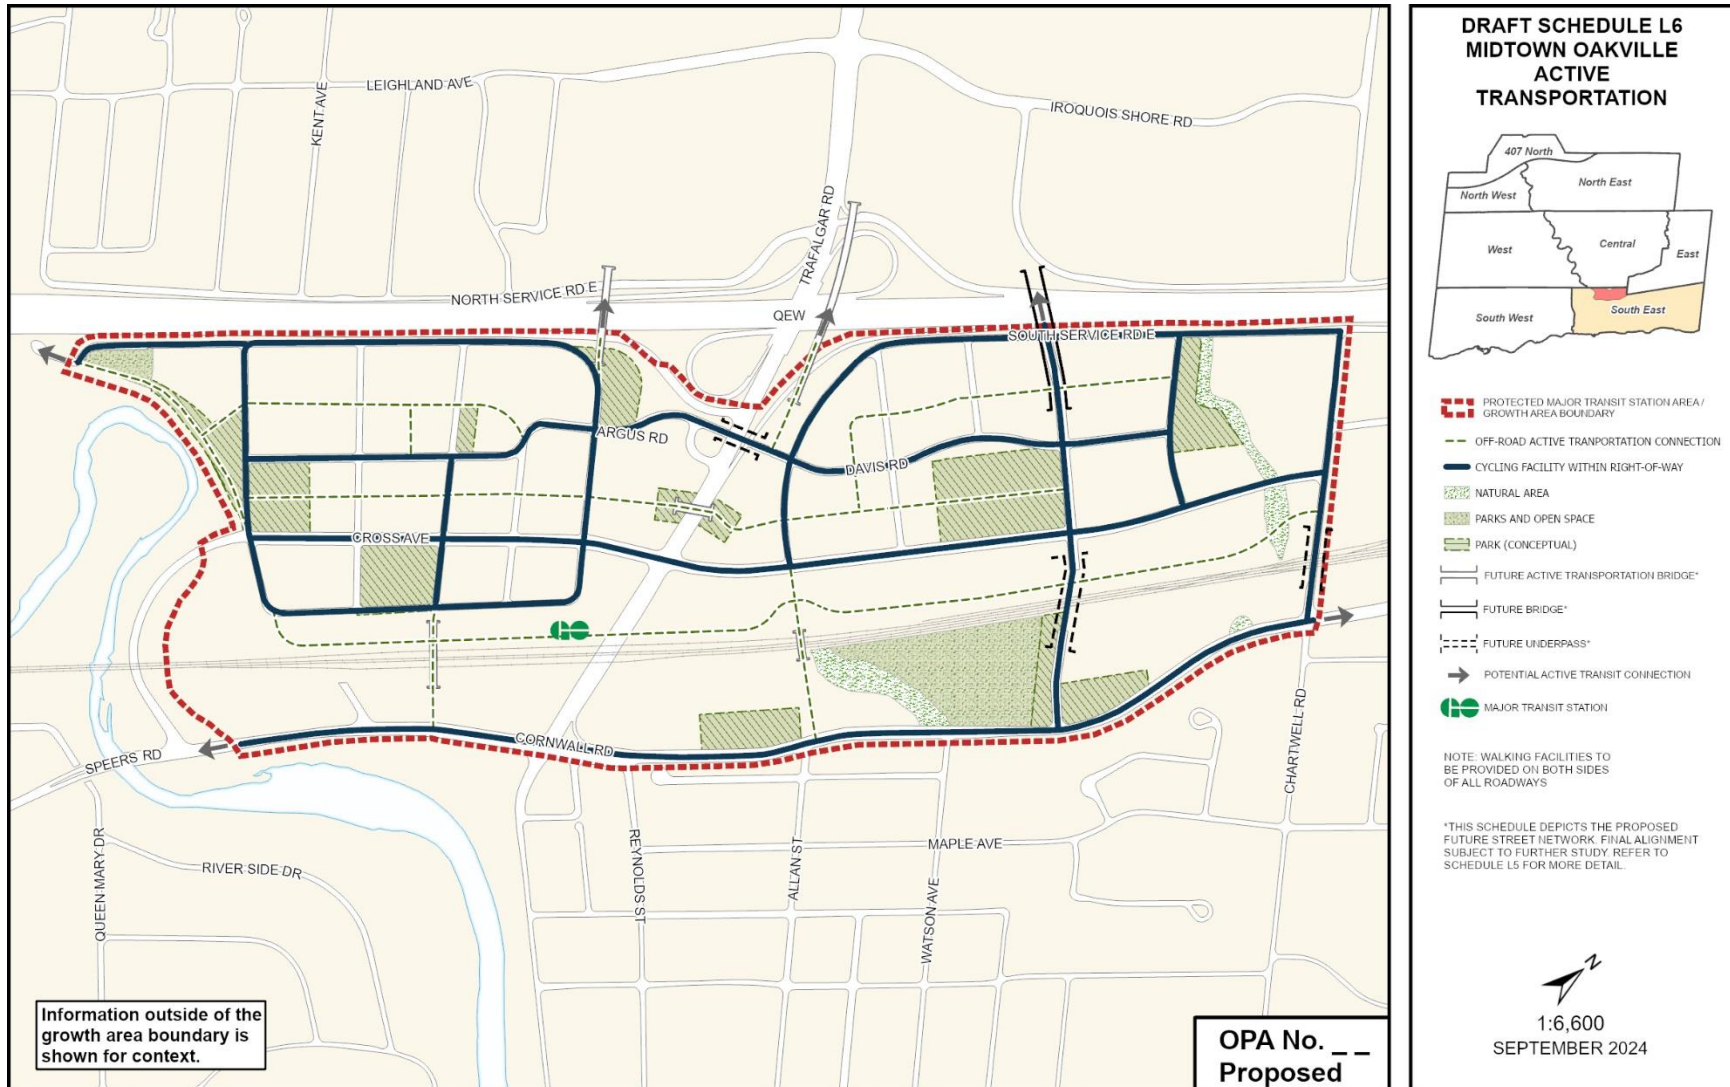 LEIGHLAND AVE
KENT AVE
IROQUOIS SHORE RD
TRAFALGAR RD
NORTH SERVICE RD E
QEW
SOUTH SERVICE RD E
ARGUS RD
DAVIS RD
CROSS AVE
GO
CORNWALL RD
SPEERS RD
CHARTWELL RD
QUEEN MARY DR
RIVER SIDE DR
REYNOLDS ST
ALLAN ST
MAPLE AVE
WATSON AVE
Information outside of the
growth area boundary is
shown for context.
OPA No. _ _
Proposed
DRAFT SCHEDULE L6
MIDTOWN OAKVILLE
ACTIVE
TRANSPORTATION
407 North
North West
North East
West
Central
East
South West
South East
PROTECTED MAJOR TRANSIT STATION AREA /
GROWTH AREA BOUNDARY
OFF-ROAD ACTIVE TRANPORTATION CONNECTION
CYCLING FACILITY WITHIN RIGHT-OF-WAY
NATURAL AREA
PARKS AND OPEN SPACE
PARK (CONCEPTUAL)
FUTURE ACTIVE TRANSPORTATION BRIDGE*
FUTURE BRIDGE*
FUTURE UNDERPASS*
POTENTIAL ACTIVE TRANSIT CONNECTION
GO MAJOR TRANSIT STATION
NOTE: WALKING FACILITIES TO
BE PROVIDED ON BOTH SIDES
OF ALL ROADWAYS
*THIS SCHEDULE DEPICTS THE PROPOSED
FUTURE STREET NETWORK. FINAL ALIGNMENT
SUBJECT TO FURTHER STUDY. REFER TO
SCHEDULE L5 FOR MORE DETAIL.
N
1:6,600
SEPTEMBER 2024